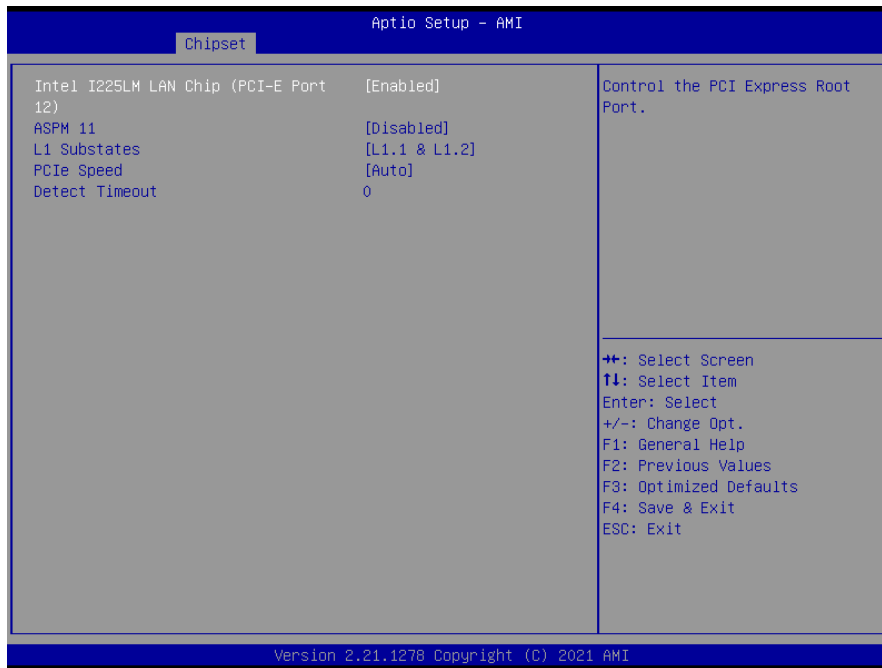 Aptio Setup – AMI
Chipset
Intel I225LM LAN Chip (PCI-E Port 12) [Enabled]
ASPM 11 [Disabled]
L1 Substates [L1.1 & L1.2]
PCIe Speed [Auto]
Detect Timeout 0
Control the PCI Express Root
Port.
→←: Select Screen
↑↓: Select Item
Enter: Select
+/-: Change Opt.
F1: General Help
F2: Previous Values
F3: Optimized Defaults
F4: Save & Exit
ESC: Exit
Version 2.21.1278 Copyright (C) 2021 AMI